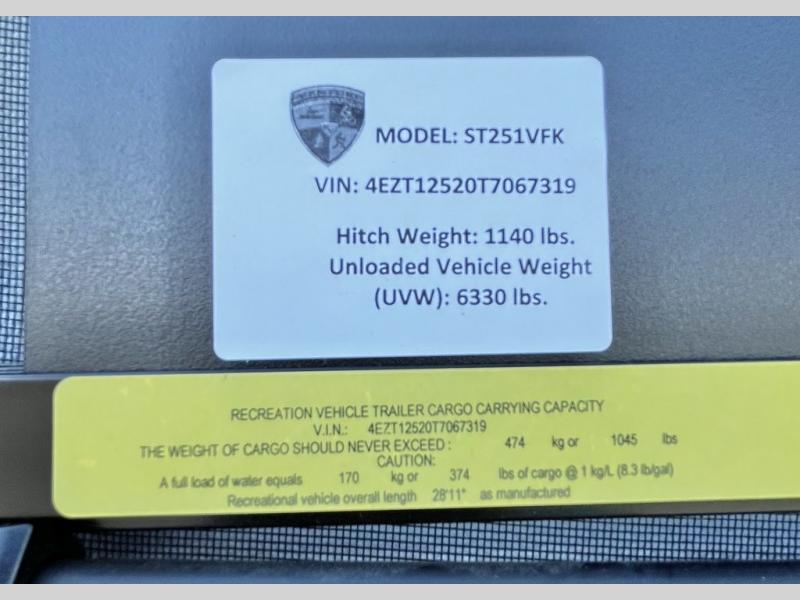 MODEL: ST251VFK
VIN: 4EZT12520T7067319
Hitch Weight: 1140 lbs.
Unloaded Vehicle Weight
(UVW): 6330 lbs.
RECREATION VEHICLE TRAILER CARGO CARRYING CAPACITY
V.I.N.: 4EZT12520T7067319
THE WEIGHT OF CARGO SHOULD NEVER EXCEED: 474 kg or 1045 lbs
CAUTION:
A full load of water equals 170 kg or 374 lbs of cargo @ 1 kg/L (8.3 lb/gal)
Recreational vehicle overall length 28'11" as manufactured